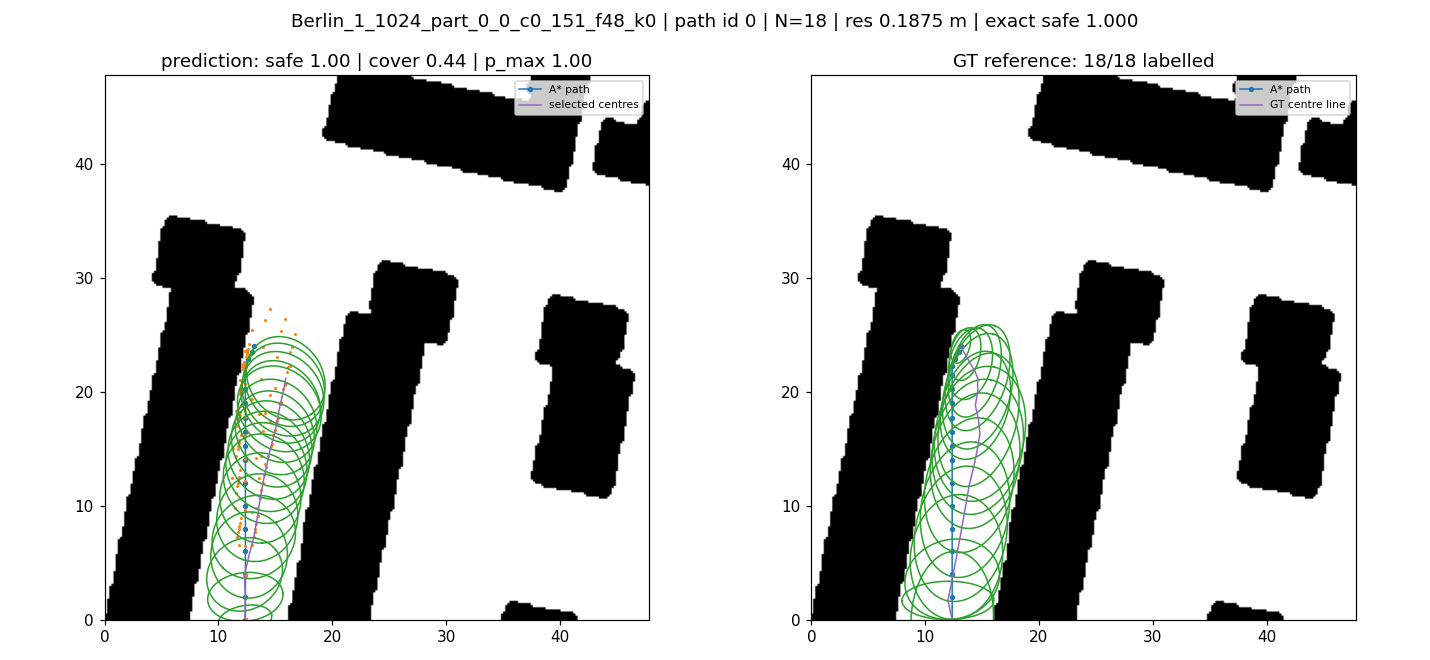 Berlin_1_1024_part_0_0_c0_151_f48_k0 | path id 0 | N=18 | res 0.1875 m | exact safe 1.000
prediction: safe 1.00 | cover 0.44 | p_max 1.00
A* path
selected centres
40
30
20
10
0
0 10 20 30 40
GT reference: 18/18 labelled
A* path
GT centre line
40
30
20
10
0
0 10 20 30 40